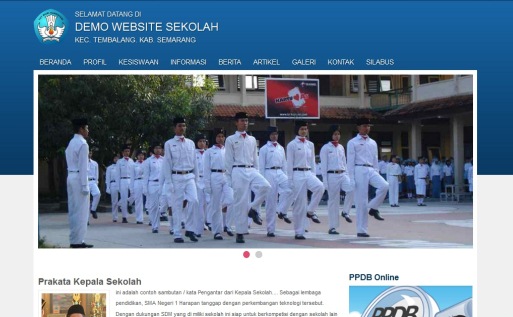 SELAMAT DATANG DI
DEMO WEBSITE SEKOLAH
KEC. TEMBALANG. KAB. SEMARANG
BERANDA PROFIL KESISWAAN INFORMASI BERITA ARTIKEL GALERI KONTAK SILABUS
Prakata Kepala Sekolah
ini adalah contoh sambutan / kata Pengantar dari Kepala Sekolah.... Sebagai lembaga
pendidikan, SMA Negeri 1 Harapan tanggap dengan perkembangan teknologi tersebut.
Dengan dukungan SDM yang di miliki sekolah ini siap untuk berkompetisi dengan sekolah lain
PPDB Online
PPDB